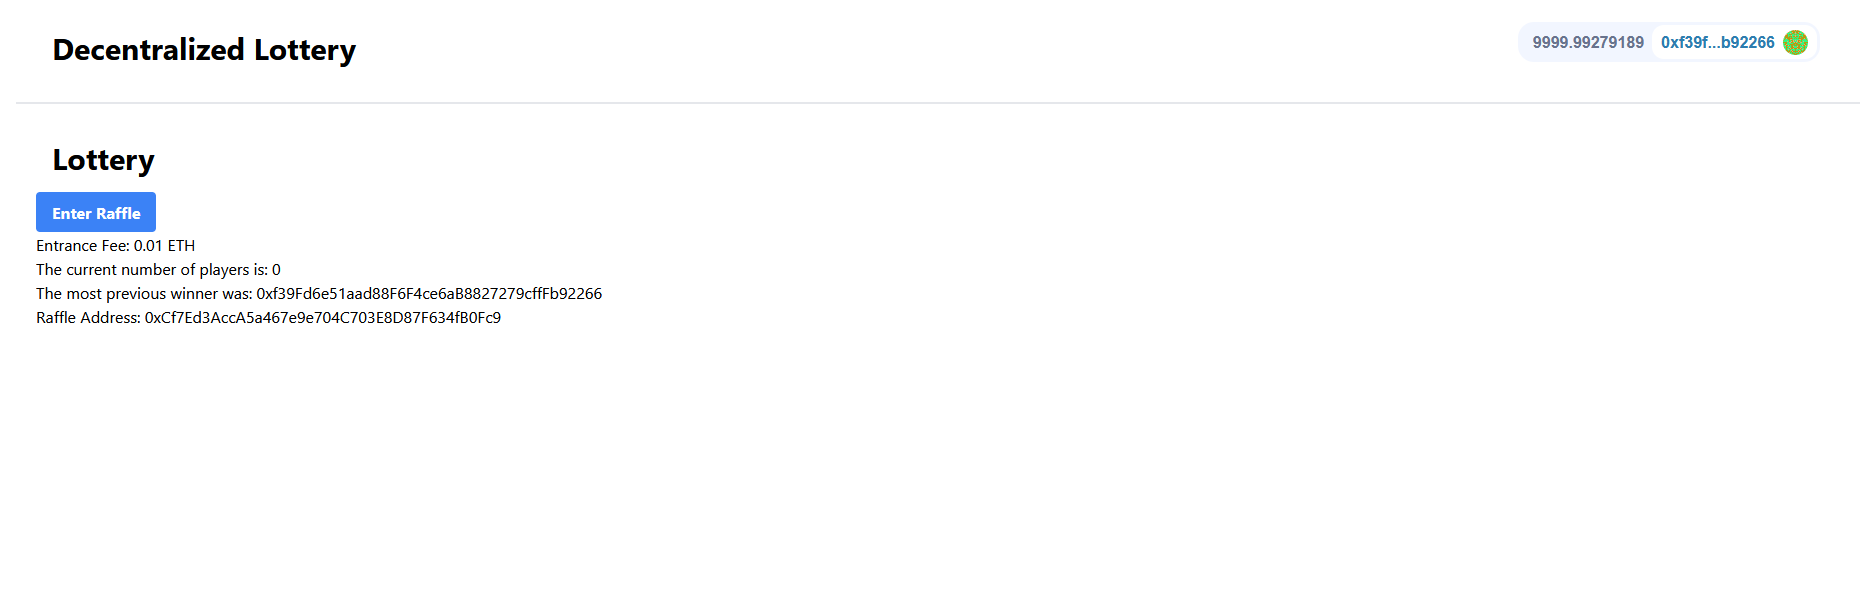 Decentralized Lottery
9999.99279189 0xf39f...b92266
Lottery
Enter Raffle
Entrance Fee: 0.01 ETH
The current number of players is: 0
The most previous winner was: 0xf39Fd6e51aad88F6F4ce6aB8827279cffFb92266
Raffle Address: 0xCf7Ed3AccA5a467e9e704C703E8D87F634fB0Fc9